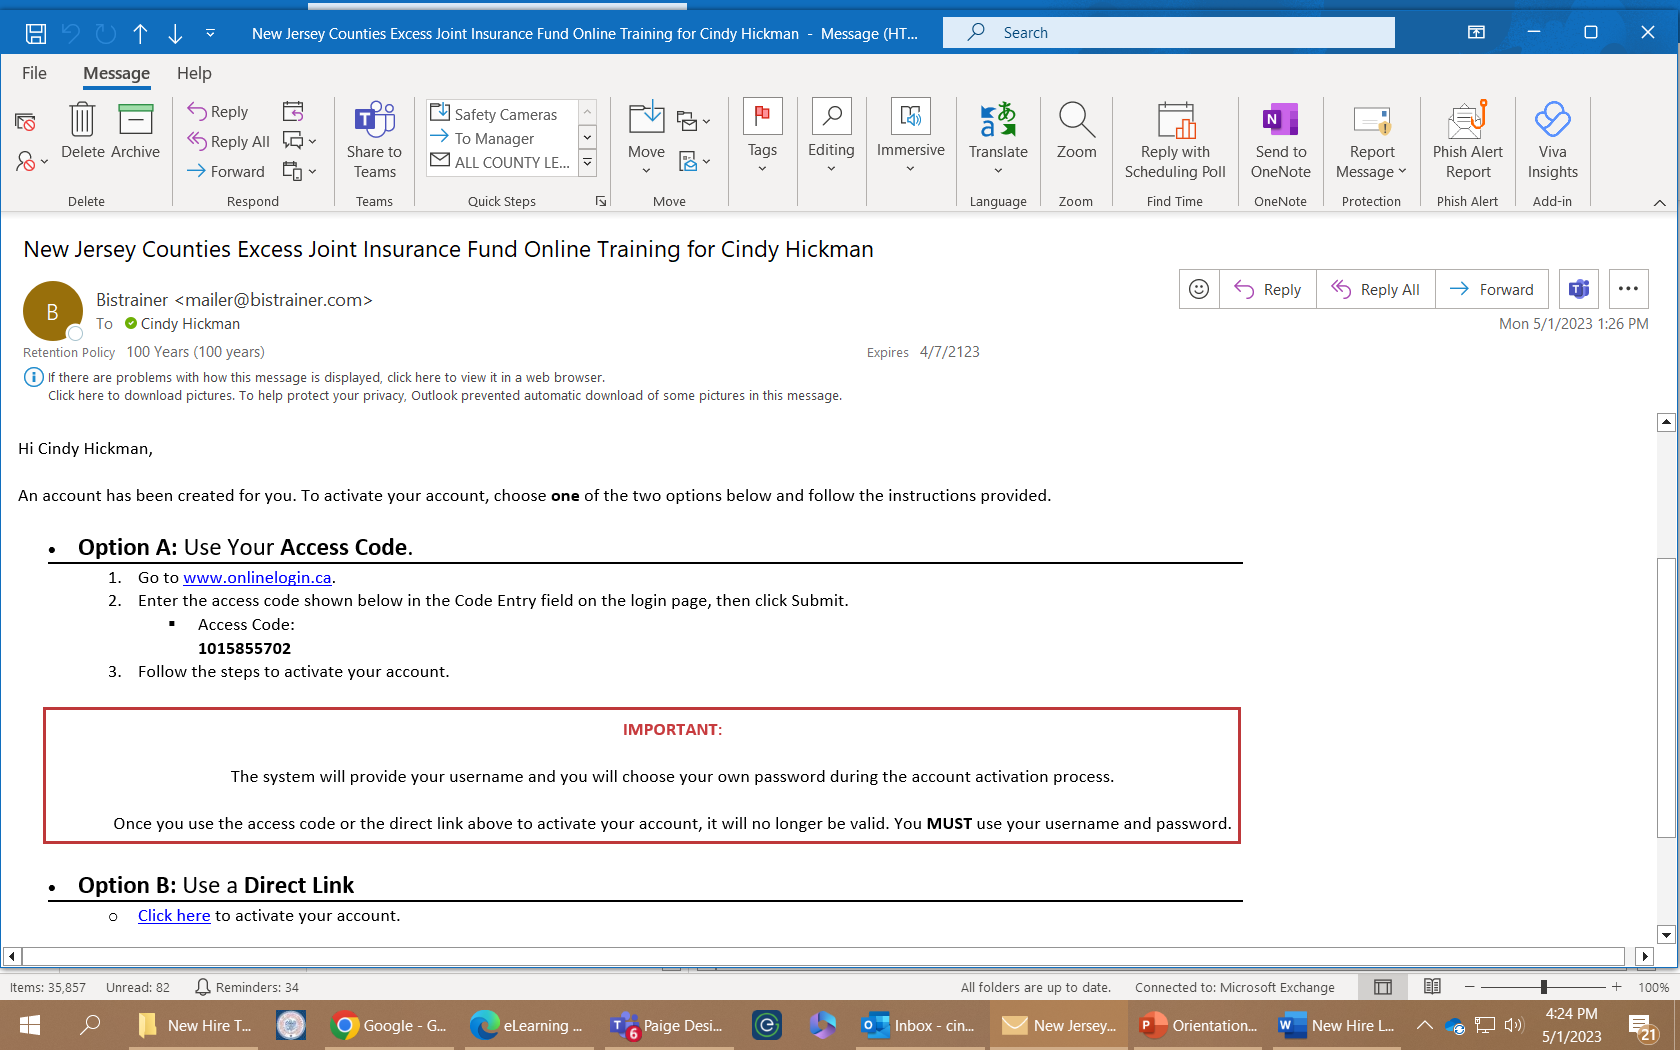 New Jersey Counties Excess Joint Insurance Fund Online Training for Cindy Hickman - Message (HT...
Search
File Message Help
Delete Archive
Reply
Reply All
Forward
Share to Teams
Safety Cameras
To Manager
ALL COUNTY LE...
Move
Tags
Editing
Immersive
Translate
Zoom
Reply with Scheduling Poll
Send to OneNote
Report Message
Phish Alert Report
Viva Insights
Delete Respond Teams Quick Steps Move Language Zoom Find Time OneNote Protection Phish Alert Add-in
New Jersey Counties Excess Joint Insurance Fund Online Training for Cindy Hickman
B
Bistrainer <mailer@bistrainer.com>
To Cindy Hickman
Reply Reply All Forward
Mon 5/1/2023 1:26 PM
Retention Policy 100 Years (100 years) Expires 4/7/2123
If there are problems with how this message is displayed, click here to view it in a web browser.
Click here to download pictures. To help protect your privacy, Outlook prevented automatic download of some pictures in this message.
Hi Cindy Hickman,
An account has been created for you. To activate your account, choose one of the two options below and follow the instructions provided.
• Option A: Use Your Access Code.
1. Go to www.onlinelogin.ca.
2. Enter the access code shown below in the Code Entry field on the login page, then click Submit.
▪ Access Code:
1015855702
3. Follow the steps to activate your account.
IMPORTANT:
The system will provide your username and you will choose your own password during the account activation process.
Once you use the access code or the direct link above to activate your account, it will no longer be valid. You MUST use your username and password.
• Option B: Use a Direct Link
o Click here to activate your account.
Items: 35,857 Unread: 82 Reminders: 34 All folders are up to date. Connected to: Microsoft Exchange 100%
New Hire T... Google - G... eLearning ... Paige Desi... Inbox - cin... New Jersey... Orientation... New Hire L...
6
4:24 PM
5/1/2023
21